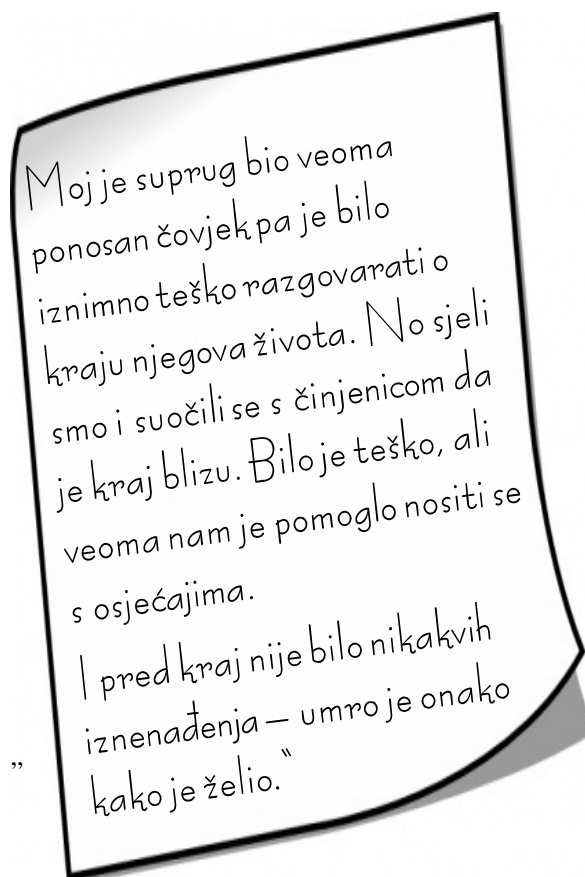 Moj je suprug bio veoma
ponosan čovjek pa je bilo
iznimno teško razgovarati o
kraju njegova života. No sjeli
smo i suočili se s činjenicom da
je kraj blizu. Bilo je teško, ali
veoma nam je pomoglo nositi se
s osjećajima.
I pred kraj nije bilo nikakvih
iznenađenja – umro je onako
kako je želio.“
„